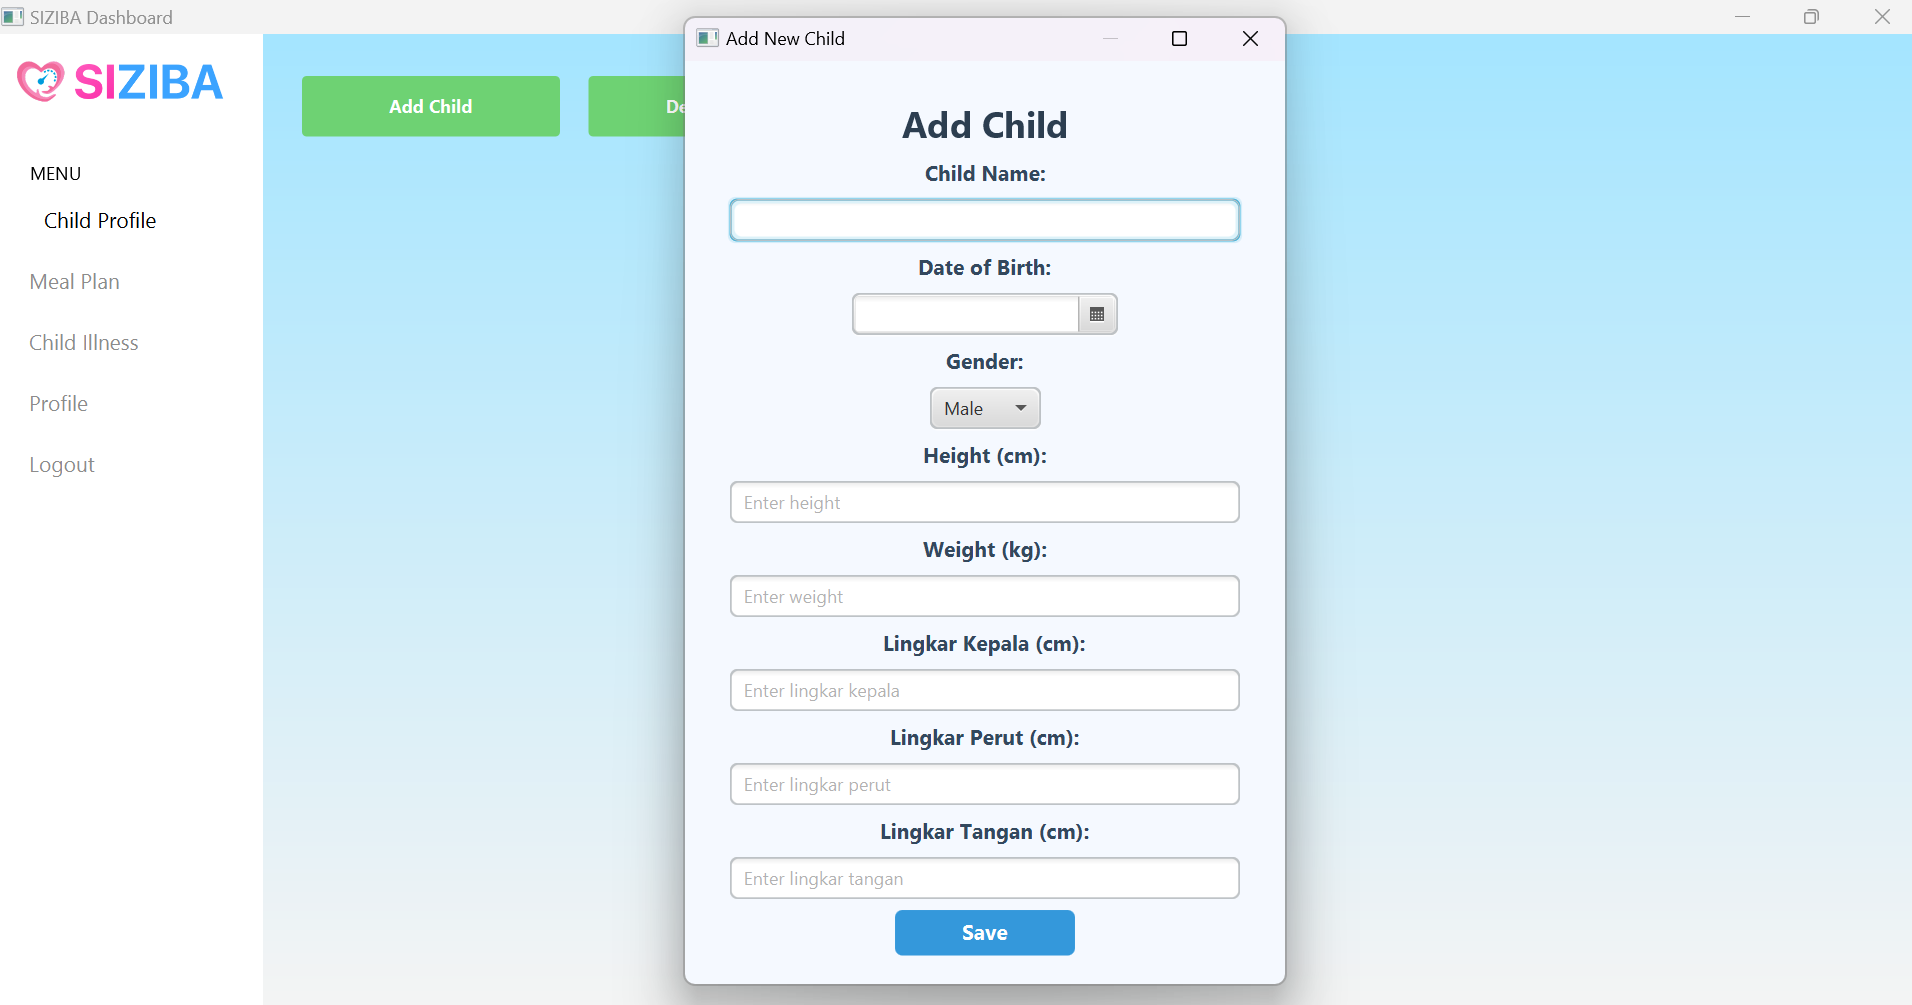 SIZIBA Dashboard
SIZIBA
MENU
Child Profile
Meal Plan
Child Illness
Profile
Logout
Add Child
De
Add New Child
Add Child
Child Name:
Date of Birth:
Gender:
Male
Height (cm):
Enter height
Weight (kg):
Enter weight
Lingkar Kepala (cm):
Enter lingkar kepala
Lingkar Perut (cm):
Enter lingkar perut
Lingkar Tangan (cm):
Enter lingkar tangan
Save